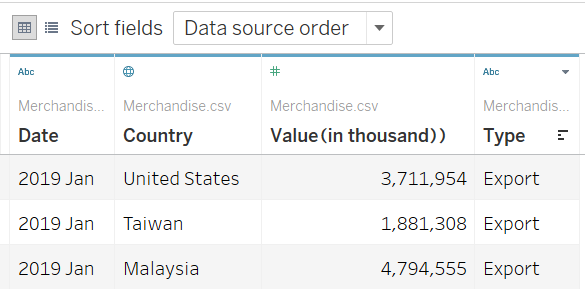 Sort fields Data source order
Abc # Abc
Merchandis... Merchandise.csv Merchandise.csv Merchandis...
Date Country Value(in thousand)) Type
2019 Jan United States 3,711,954 Export
2019 Jan Taiwan 1,881,308 Export
2019 Jan Malaysia 4,794,555 Export